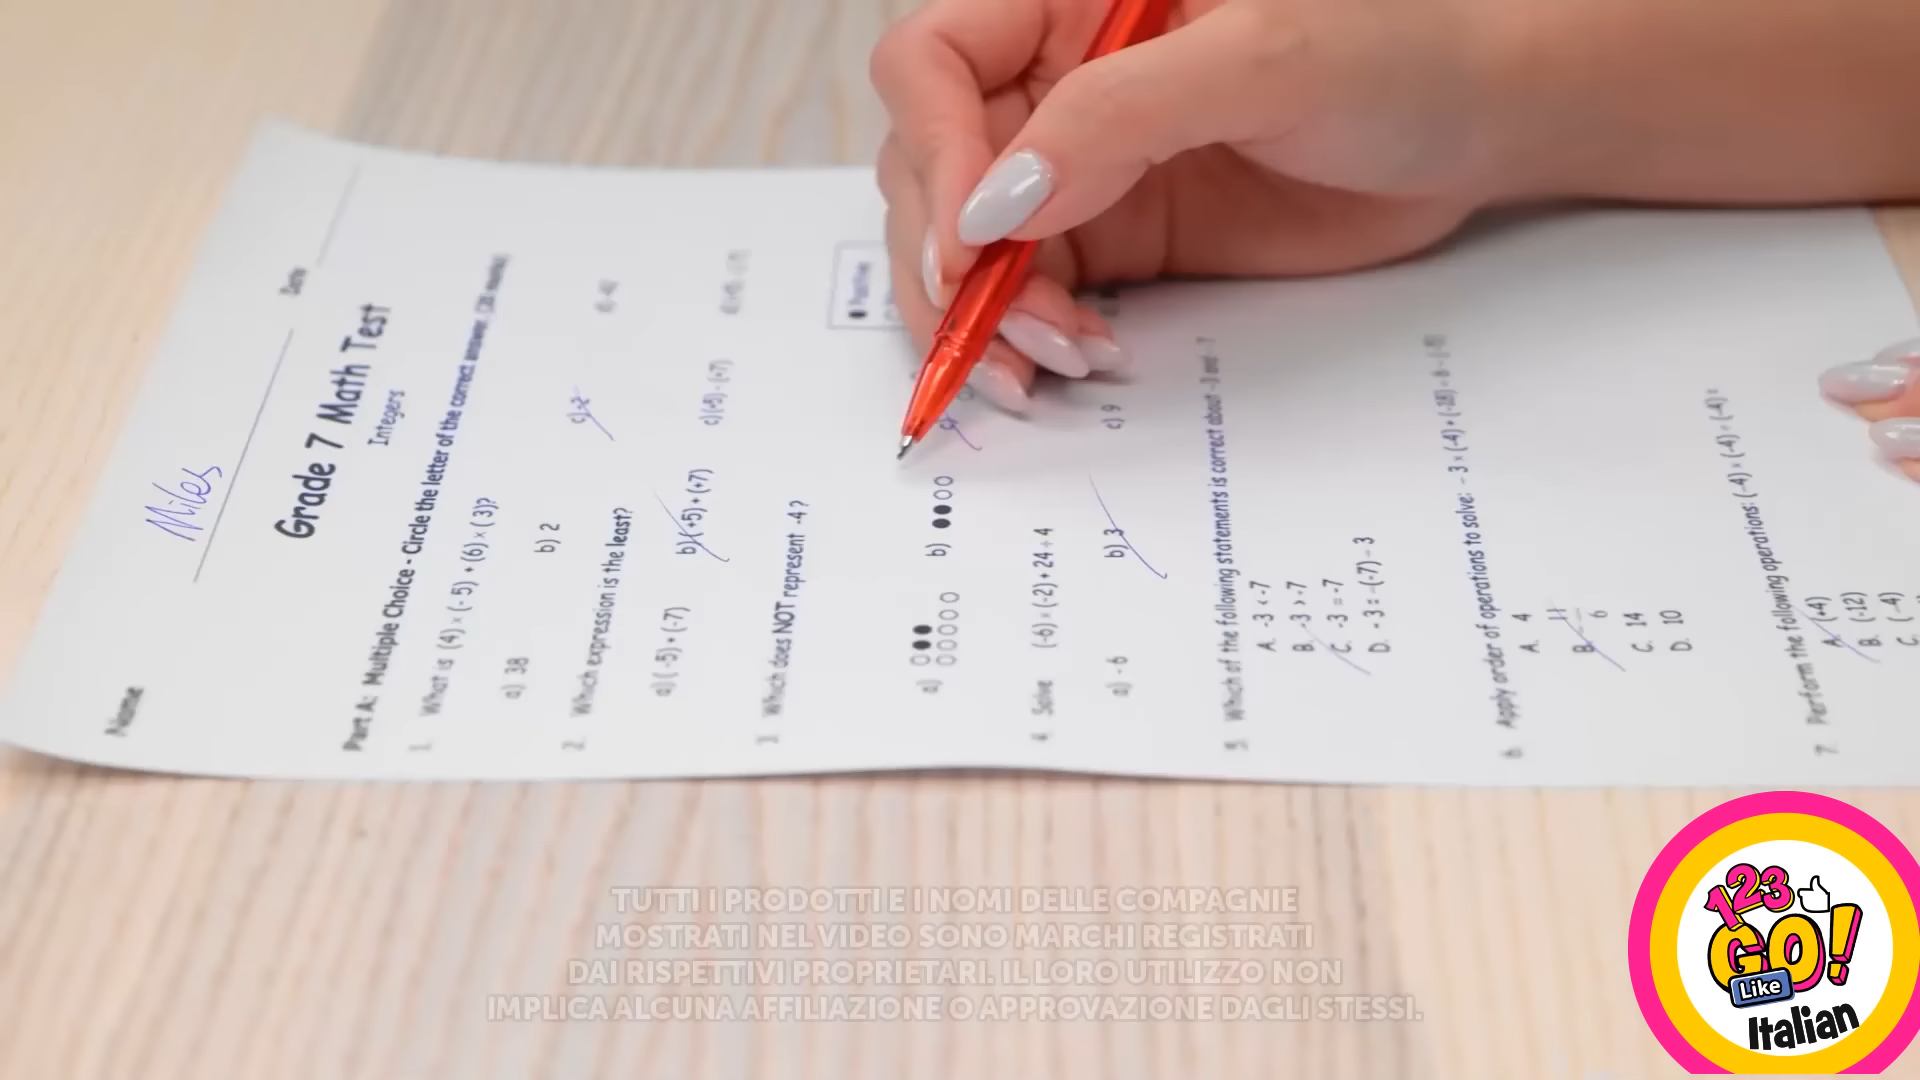 Miles
Name
Date
Grade 7 Math Test
Integers
Part A: Multiple Choice - Circle the letter of the correct answer. (28 marks)
1. What is (4) × (-5) + (6) × (3)?
a) 38 b) 2 c) -2
2. Which expression is the least?
a) (-5) + (-7) b) (+5) + (+7) c) (+5) - (+7)
3. Which does NOT represent -4?
Positive
a) b) c)
4. Solve (-6) ÷ (-2) + 24 ÷ 4
a) -6 b) 3 c) 9
5. Which of the following statements is correct about -3 and -7
A. -3 < -7
B. -3 > -7
C. -3 = -7
D. -3 = -(-7) - 3
6. Apply order of operations to solve:
A. 4
B. 6
C. 14
D. 10
7. Perform the following operations:
A. (+4)
B. (-12)
C. (-4)
TUTTI I PRODOTTI E I NOMI DELLE COMPAGNIE
MOSTRATI NEL VIDEO SONO MARCHI REGISTRATI
DAI RISPETTIVI PROPRIETARI. IL LORO UTILIZZO NON
IMPLICA ALCUNA AFFILIAZIONE O APPROVAZIONE DAGLI STESSI.
123
GO!
Like
Italian